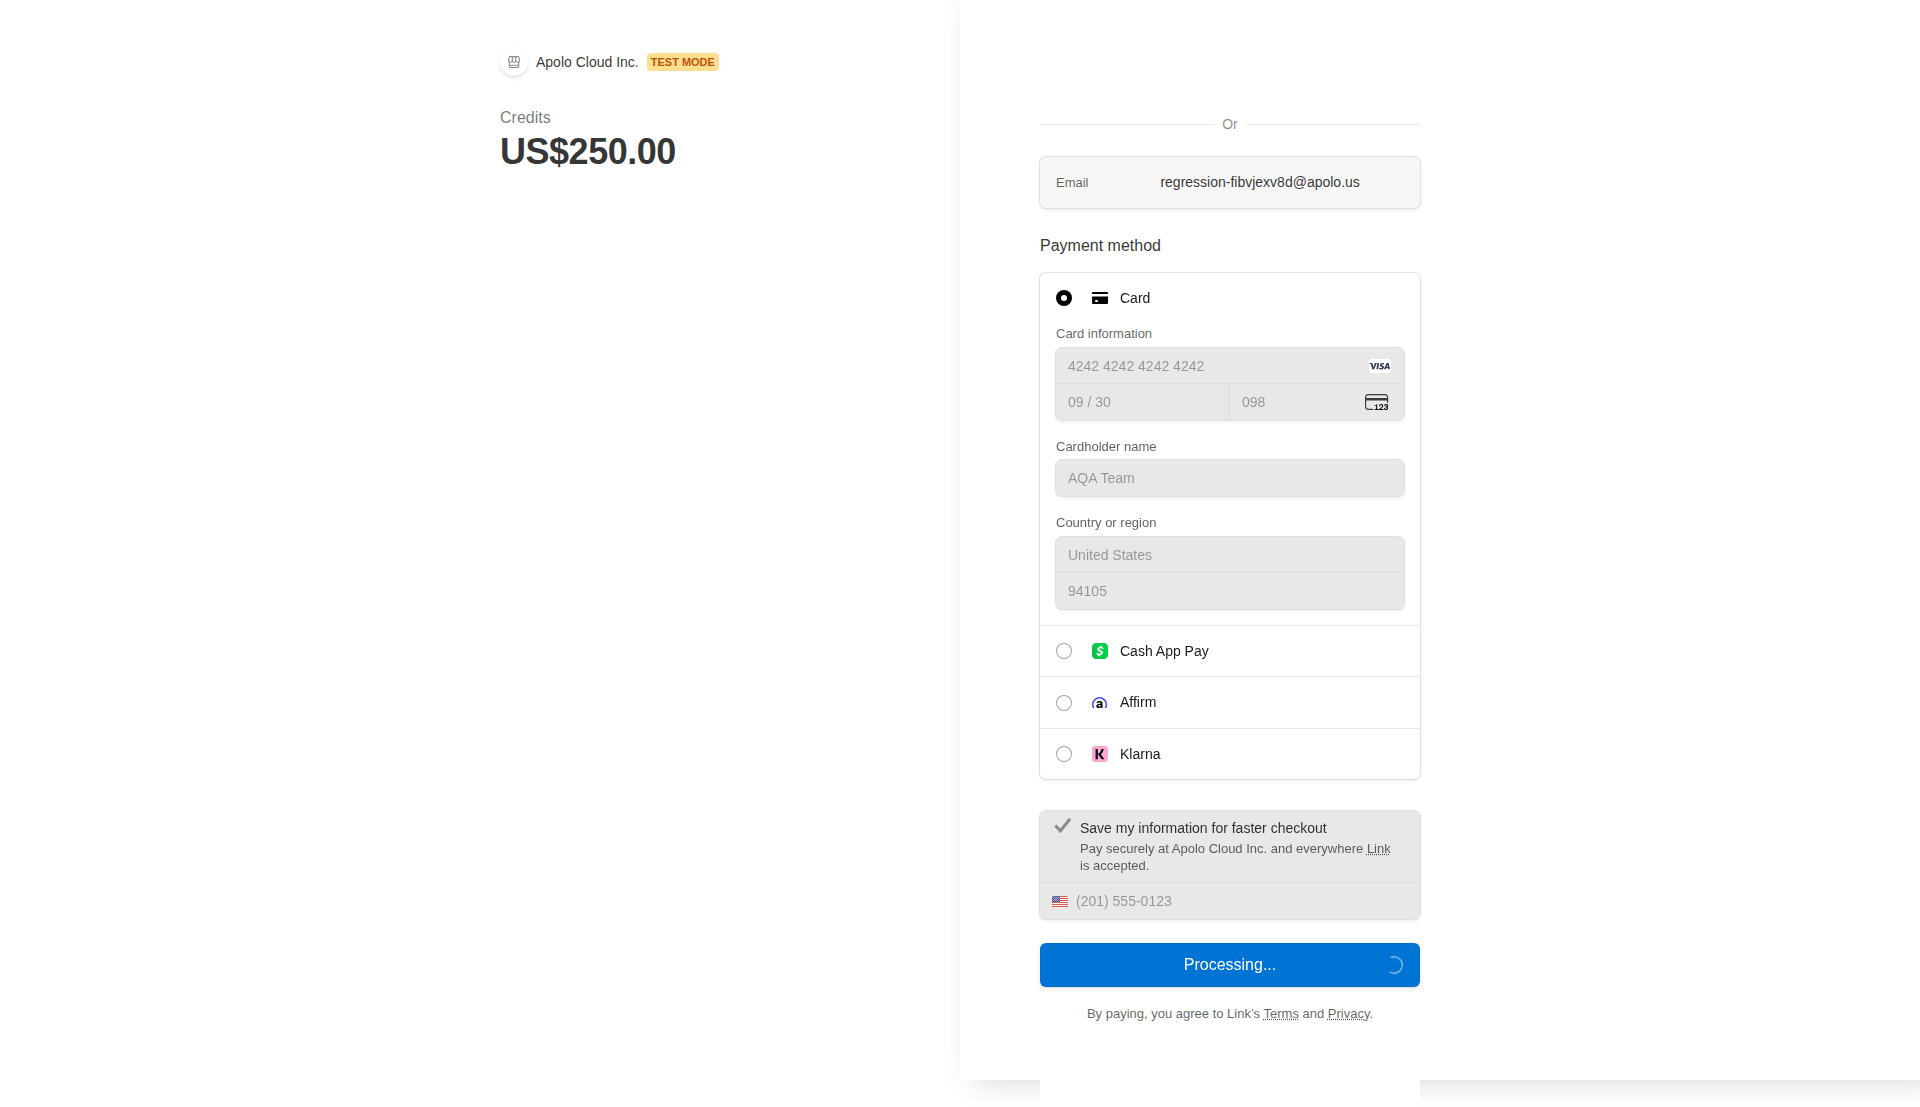 Apolo Cloud Inc. TEST MODE
Credits
US$250.00
Or
Email regression-fibvjexv8d@apolo.us
Payment method
Card
Card information
4242 4242 4242 4242 VISA
09 / 30 098 123
Cardholder name
AQA Team
Country or region
United States
94105
$ Cash App Pay
a Affirm
K Klarna
Save my information for faster checkout
Pay securely at Apolo Cloud Inc. and everywhere Link
is accepted.
(201) 555-0123
Processing...
By paying, you agree to Link’s Terms and Privacy.